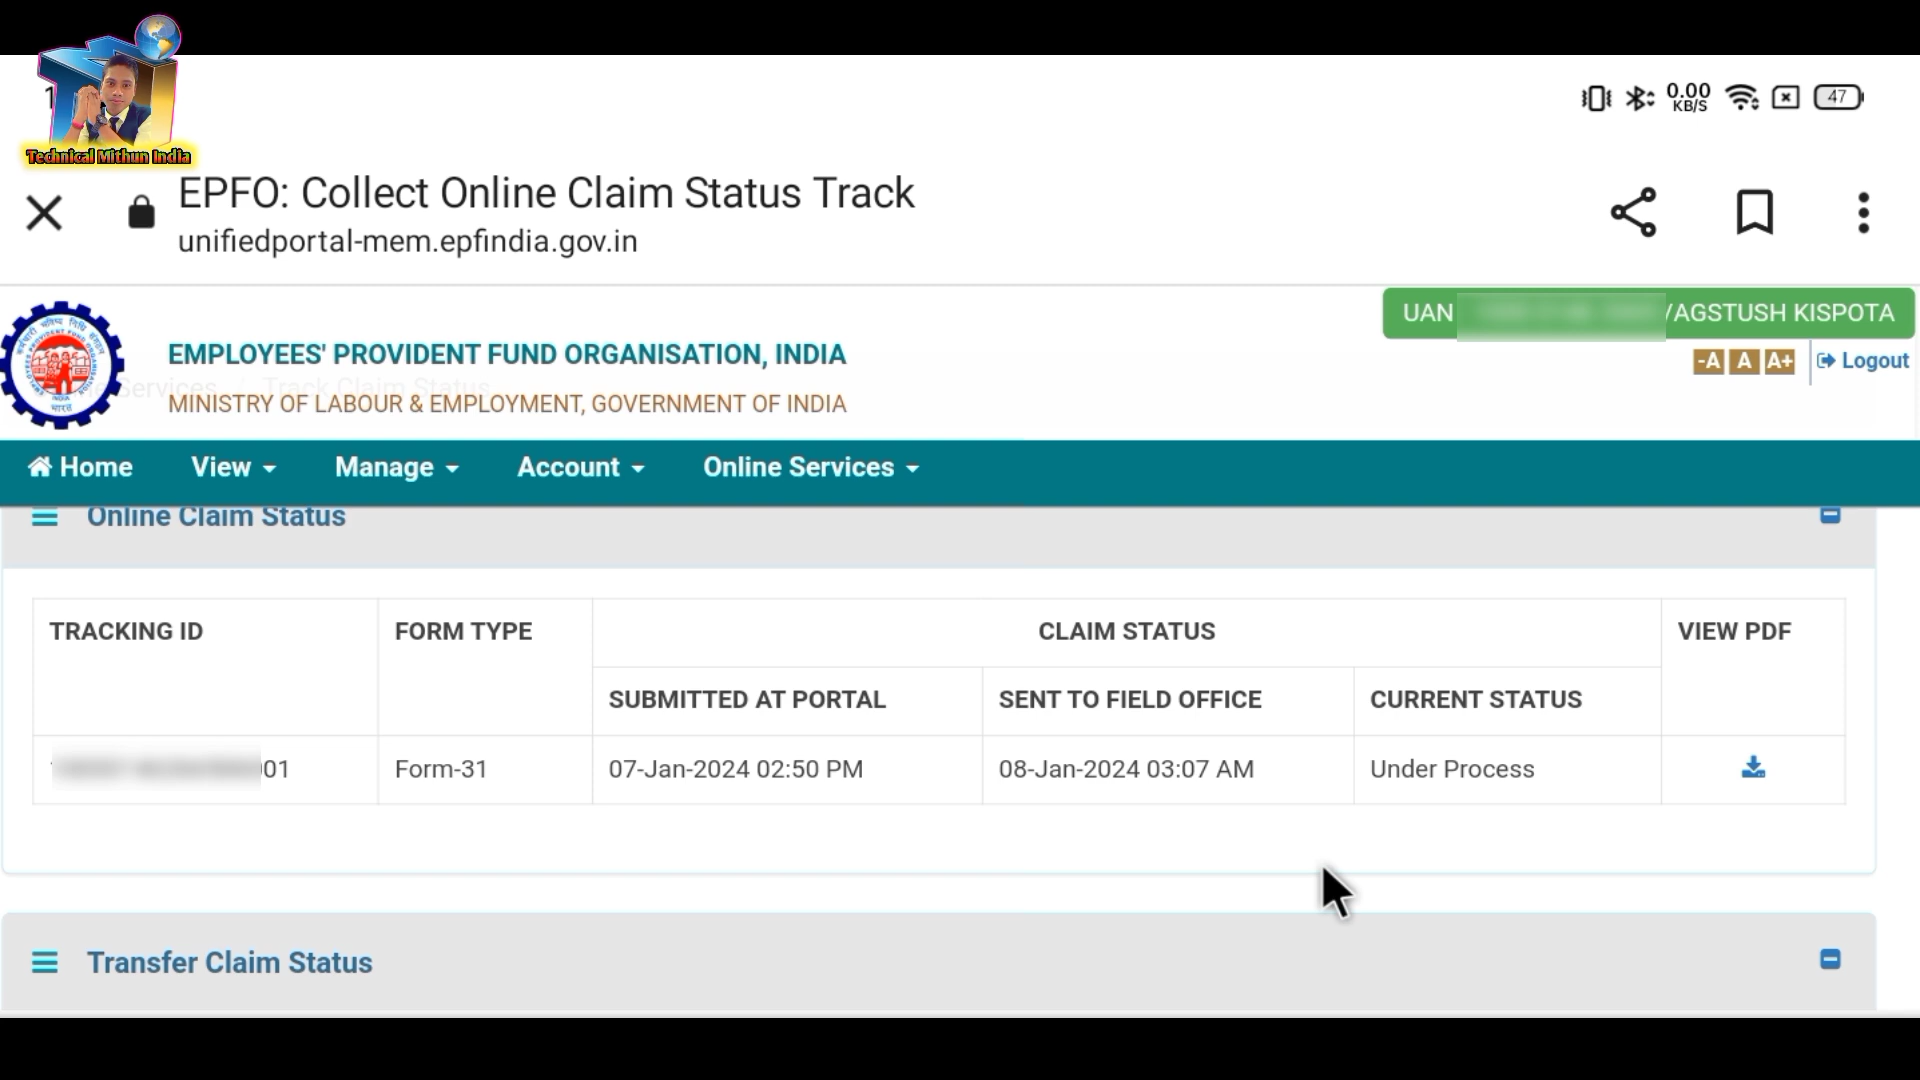 Technical Mithun India
0.00
KB/S
47
EPFO: Collect Online Claim Status Track
unifiedportal-mem.epfindia.gov.in
UAN /AGSTUSH KISPOTA
EMPLOYEES' PROVIDENT FUND ORGANISATION, INDIA
-A A A+ Logout
Services / Track Claim Status
MINISTRY OF LABOUR & EMPLOYMENT, GOVERNMENT OF INDIA
Home View Manage Account Online Services
Online Claim Status
TRACKING ID FORM TYPE CLAIM STATUS VIEW PDF
SUBMITTED AT PORTAL SENT TO FIELD OFFICE CURRENT STATUS
01 Form-31 07-Jan-2024 02:50 PM 08-Jan-2024 03:07 AM Under Process
Transfer Claim Status